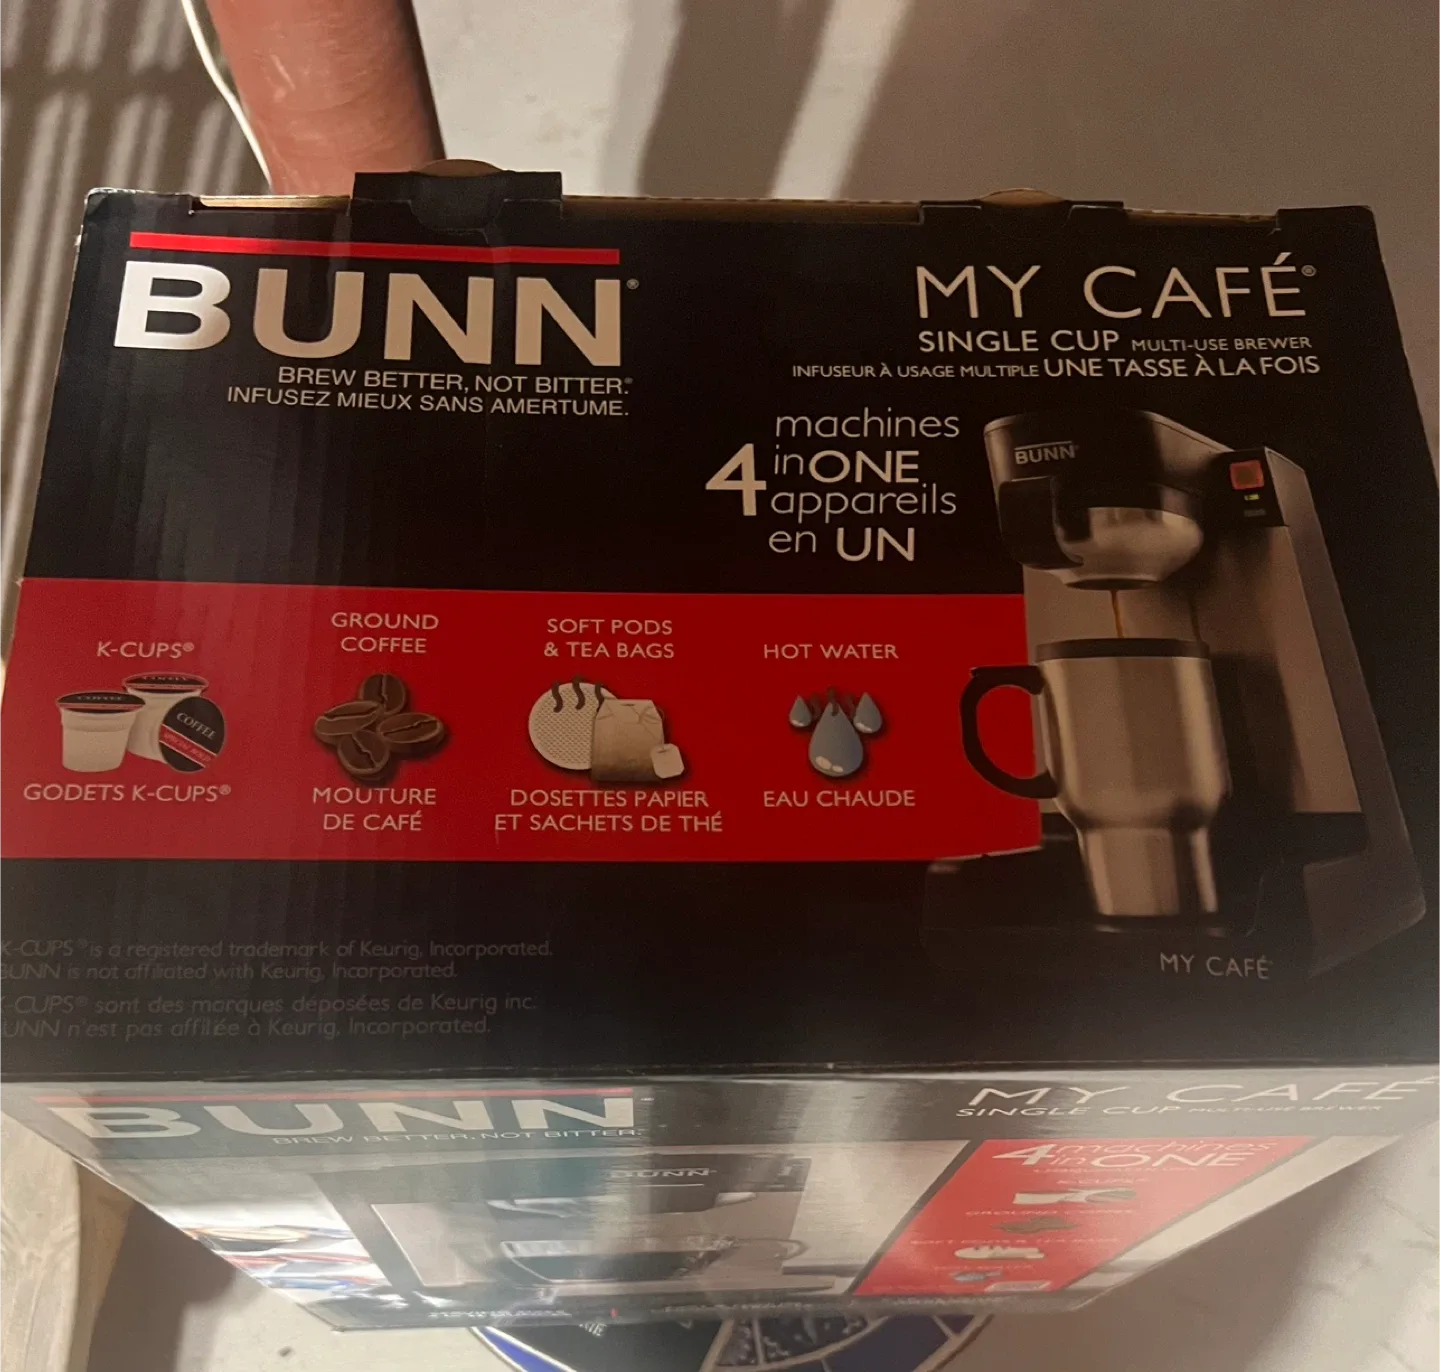 BUNN®
BREW BETTER, NOT BITTER.®
INFUSEZ MIEUX SANS AMERTUME.
MY CAFÉ®
SINGLE CUP MULTI-USE BREWER
INFUSEUR À USAGE MULTIPLE UNE TASSE À LA FOIS
4 machines
in ONE
appareils
en UN
BUNN
K-CUPS®
GODETS K-CUPS®
COFFEE
GROUND
COFFEE
MOUTURE
DE CAFÉ
SOFT PODS
& TEA BAGS
DOSETTES PAPIER
ET SACHETS DE THÉ
HOT WATER
EAU CHAUDE
MY CAFÉ
K-CUPS® is a registered trademark of Keurig, Incorporated.
BUNN is not affiliated with Keurig, Incorporated.
K-CUPS® sont des marques déposées de Keurig inc.
BUNN n'est pas affiliée à Keurig, Incorporated.
BUNN
BREW BETTER, NOT BITTER.
MY CAFÉ®
SINGLE CUP MULTI-USE BREWER
BUNN
4 machines
in ONE
K-CUPS